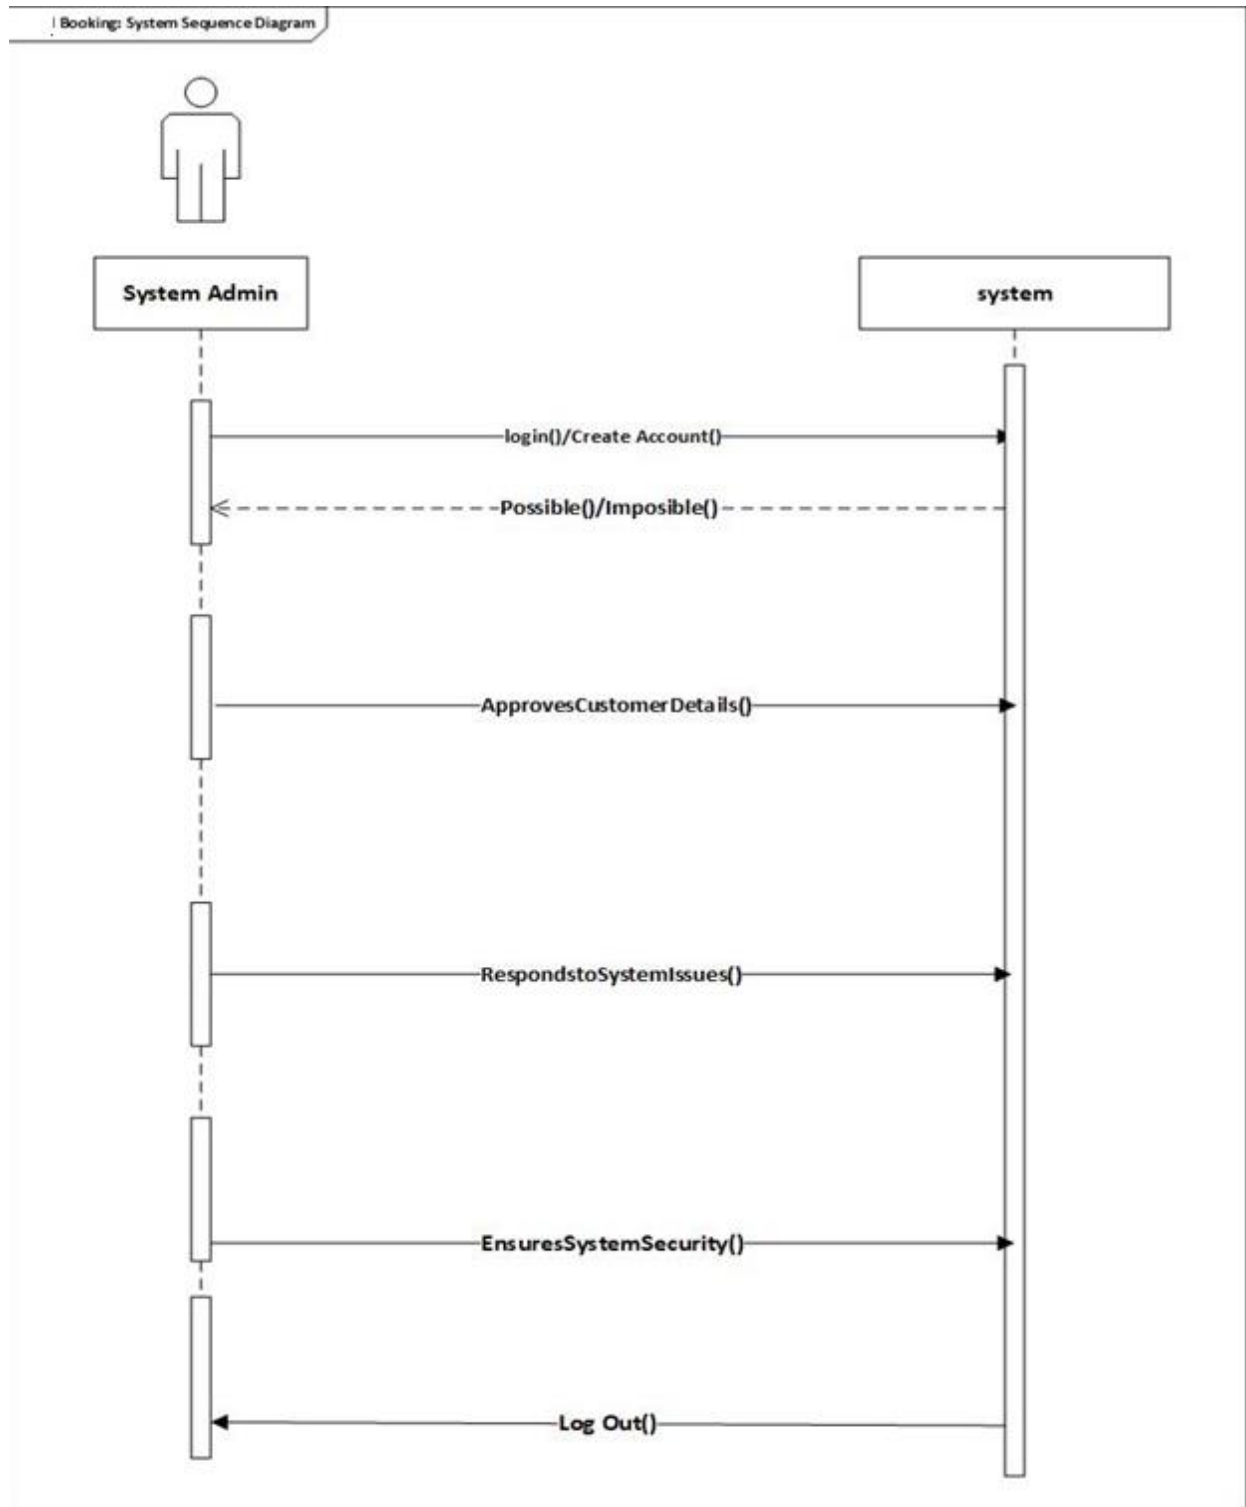 Booking: System Sequence Diagram
System Admin
system
login()/Create Account()
Possible()/Imposible()
ApprovesCustomerDetails()
RespondstoSystemIssues()
EnsuresSystemSecurity()
Log Out()